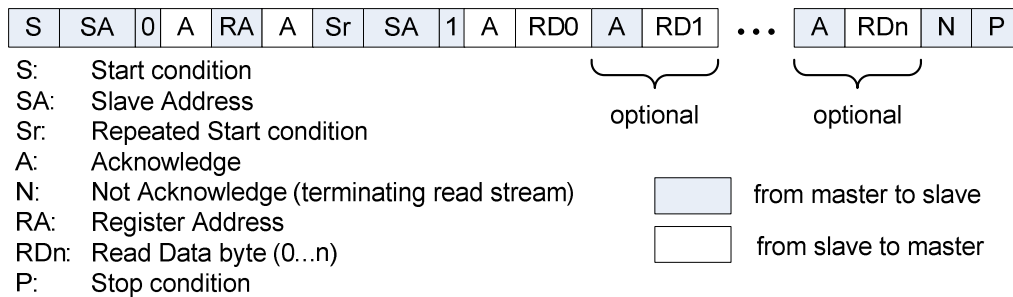 S SA 0 A RA A Sr SA 1 A RD0 A RD1 ••• A RDn N P
optional optional
S: Start condition
SA: Slave Address
Sr: Repeated Start condition
A: Acknowledge
N: Not Acknowledge (terminating read stream)
RA: Register Address
RDn: Read Data byte (0...n)
P: Stop condition
from master to slave
from slave to master